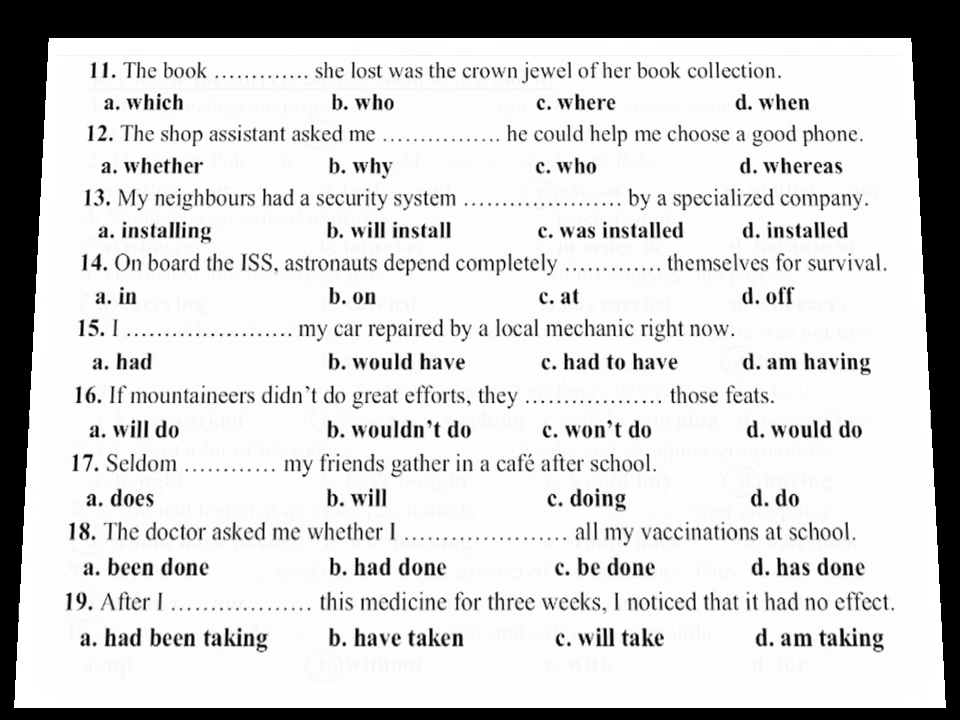 11. The book ............. she lost was the crown jewel of her book collection.
a. which b. who c. where d. when
12. The shop assistant asked me ................ he could help me choose a good phone.
a. whether b. why c. who d. whereas
13. My neighbours had a security system ...................... by a specialized company.
a. installing b. will install c. was installed d. installed
14. On board the ISS, astronauts depend completely .............. themselves for survival.
a. in b. on c. at d. off
15. I ....................... my car repaired by a local mechanic right now.
a. had b. would have c. had to have d. am having
16. If mountaineers didn't do great efforts, they ................... those feats.
a. will do b. wouldn't do c. won't do d. would do
17. Seldom ............ my friends gather in a café after school.
a. does b. will c. doing d. do
18. The doctor asked me whether I ....................... all my vaccinations at school.
a. been done b. had done c. be done d. has done
19. After I ................... this medicine for three weeks, I noticed that it had no effect.
a. had been taking b. have taken c. will take d. am taking